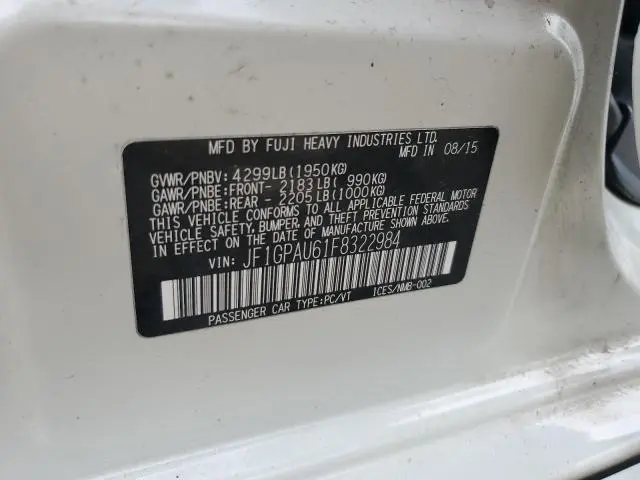 MFD BY FUJI HEAVY INDUSTRIES LTD.
MFD IN 08/15
GVWR/PNBV: 4299LB(1950KG)
GAWR/PNBE:FRONT- 2183LB( 990KG)
GAWR/PNBE:REAR - 2205LB(1000KG)
THIS VEHICLE CONFORMS TO ALL APPLICABLE FEDERAL MOTOR
VEHICLE SAFETY, BUMPER, AND THEFT PREVENTION STANDARDS
IN EFFECT ON THE DATE OF MANUFACTURE SHOWN ABOVE.
VIN: JF1GPAU61F8322984
PASSENGER CAR TYPE:PC/VT ICES/NMB-002